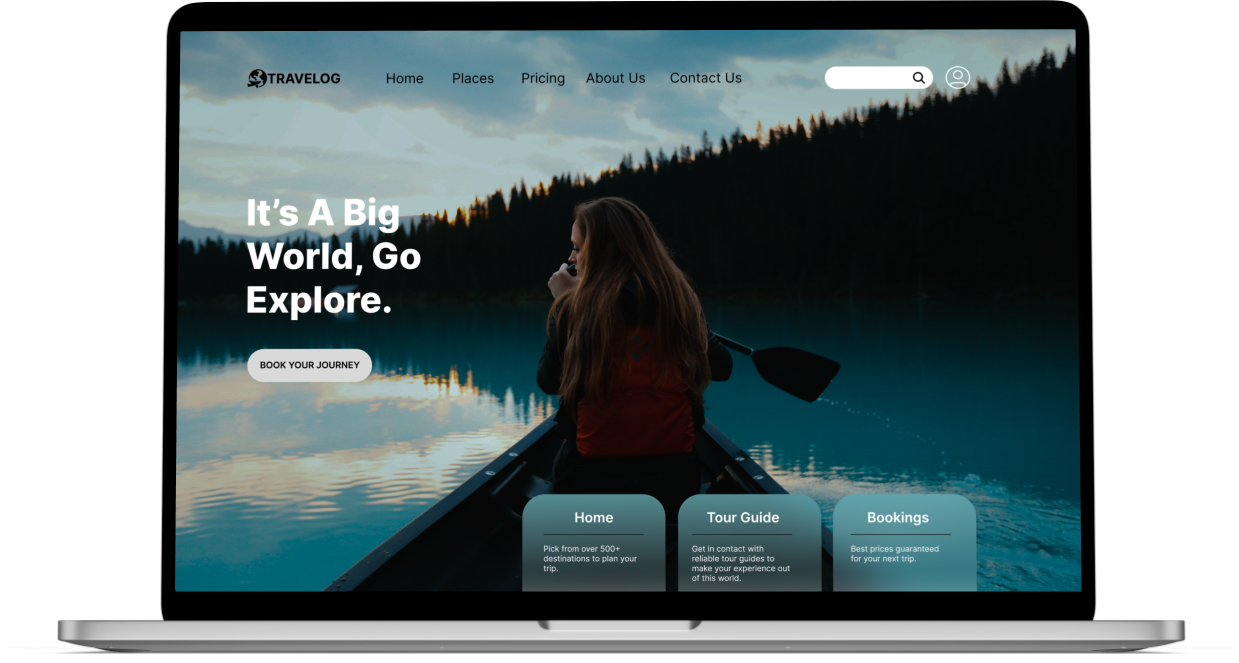 TRAVELOG
Home
Places
Pricing
About Us
Contact Us
It's A Big
World, Go
Explore.
BOOK YOUR JOURNEY
Home
Pick from over 500+
destinations to plan your
trip.
Tour Guide
Get in contact with
reliable tour guides to
make your experience out
of this world.
Bookings
Best prices guaranteed
for your next trip.